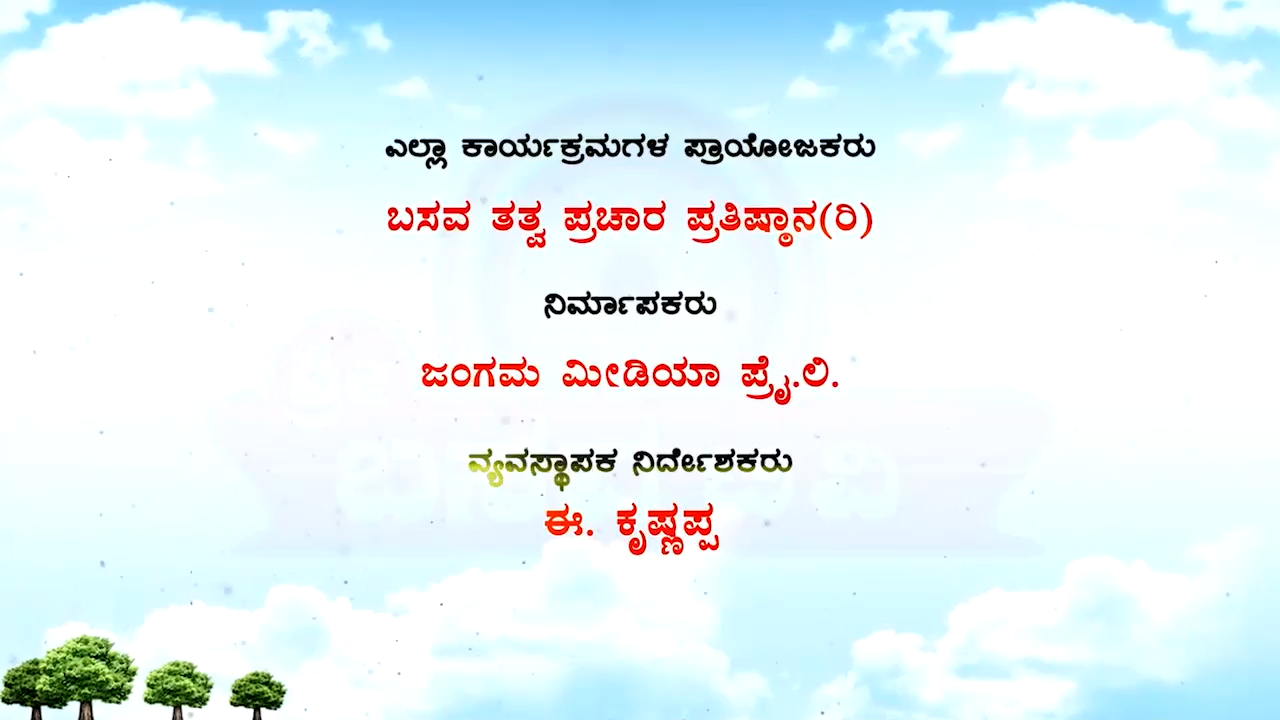 ಎಲ್ಲಾ ಕಾರ್ಯಕ್ರಮಗಳ ಪ್ರಾಯೋಜಕರು
ಬಸವ ತತ್ವ ಪ್ರಚಾರ ಪ್ರತಿಷ್ಠಾನ(ರಿ)
ನಿರ್ಮಾಪಕರು
ಜಂಗಮ ಮೀಡಿಯಾ ಪ್ರೈ.ಲಿ.
ವ್ಯವಸ್ಥಾಪಕ ನಿರ್ದೇಶಕರು
ಈ. ಕೃಷ್ಣಪ್ಪ